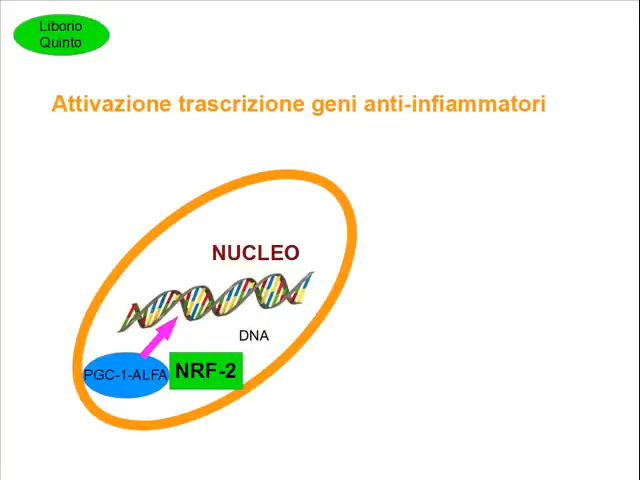 Liborio
Quinto
Attivazione trascrizione geni anti-infiammatori
NUCLEO
DNA
PGC-1-ALFA
NRF-2